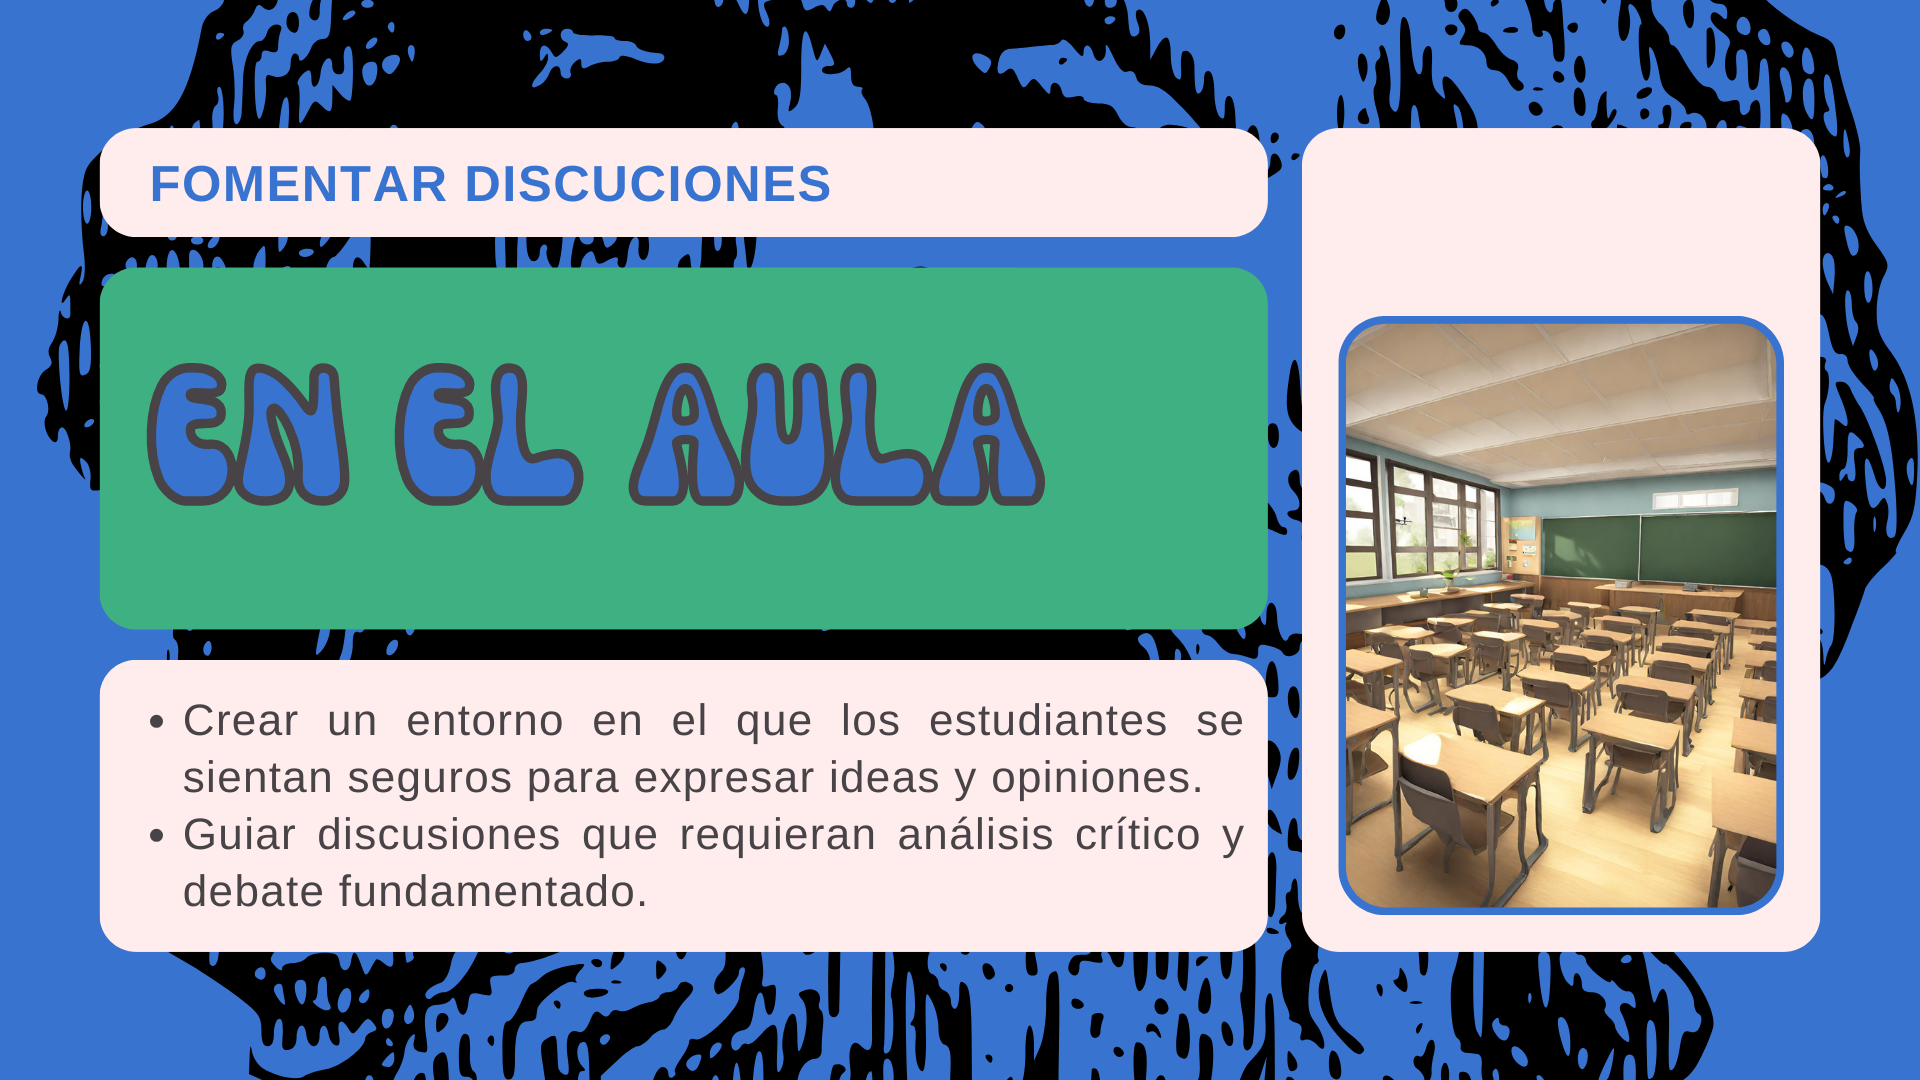 FOMENTAR DISCUCIONES
EN EL AULA
• Crear un entorno en el que los estudiantes se
sientan seguros para expresar ideas y opiniones.
• Guiar discusiones que requieran análisis crítico y
debate fundamentado.